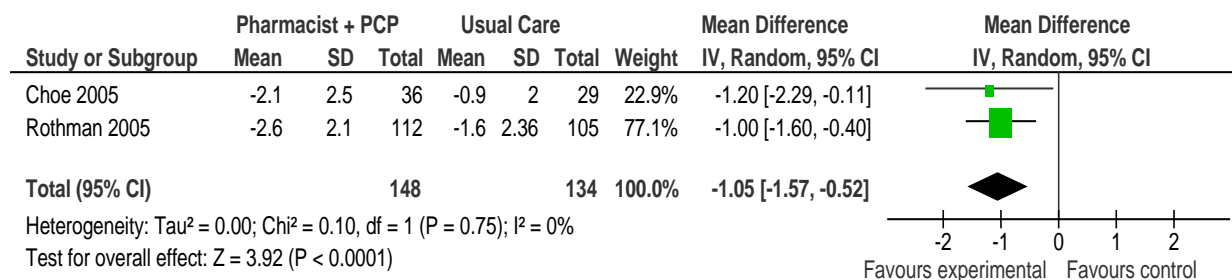 Pharmacist + PCP Usual Care Mean Difference Mean Difference
Study or Subgroup Mean SD Total Mean SD Total Weight IV, Random, 95% CI IV, Random, 95% CI
Choe 2005 -2.1 2.5 36 -0.9 2 29 22.9% -1.20 [-2.29, -0.11]
Rothman 2005 -2.6 2.1 112 -1.6 2.36 105 77.1% -1.00 [-1.60, -0.40]
Total (95% CI) 148 134 100.0% -1.05 [-1.57, -0.52]
Heterogeneity: Tau² = 0.00; Chi² = 0.10, df = 1 (P = 0.75); I² = 0%
Test for overall effect: Z = 3.92 (P < 0.0001)
-2 -1 0 1 2
Favours experimental Favours control